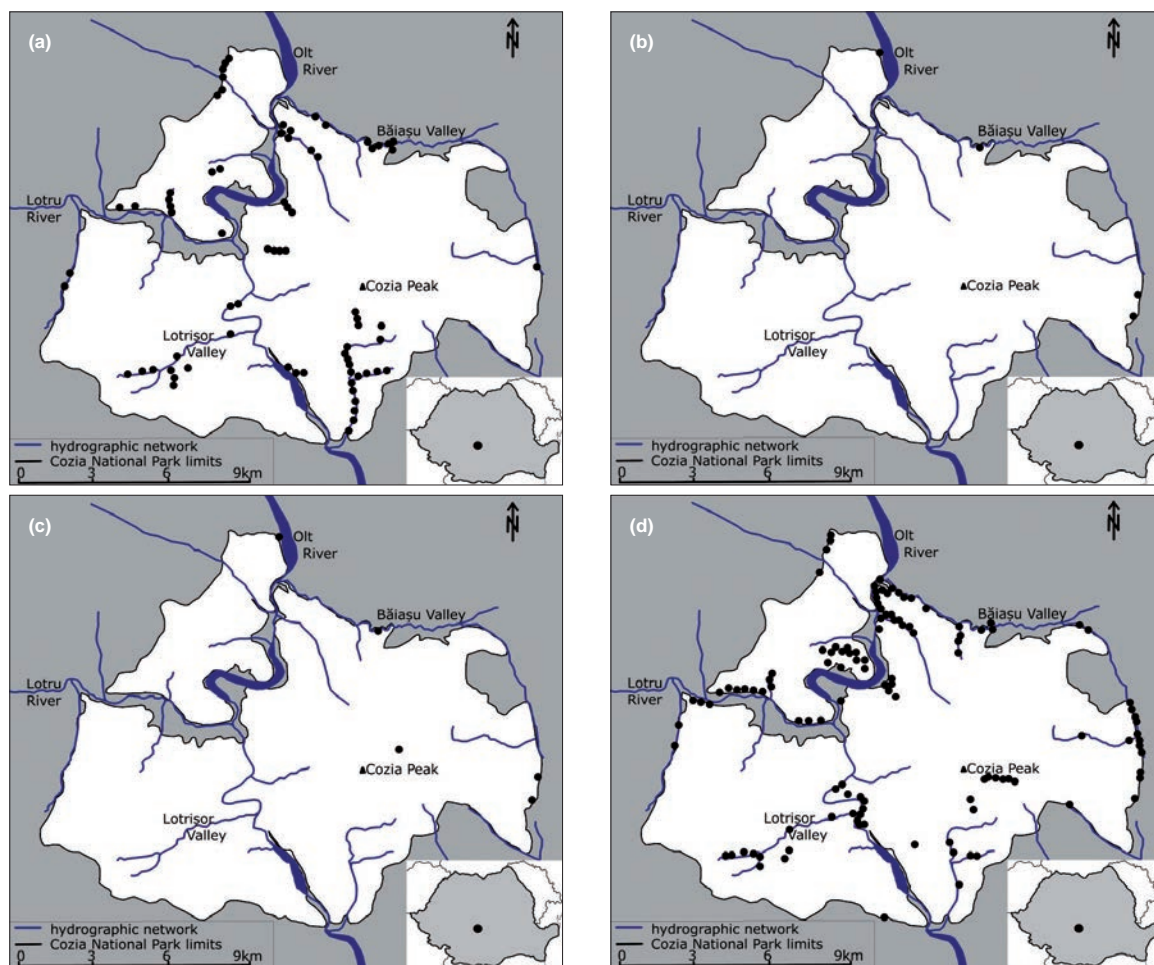 (a)
N
Olt
River
Băiașu Valley
Lotru
River
Cozia Peak
Lotrișor
Valley
hydrographic network
Cozia National Park limits
0 3 6 9km
(b)
N
Olt
River
Băiașu Valley
Lotru
River
Cozia Peak
Lotrișor
Valley
hydrographic network
Cozia National Park limits
0 3 6 9km
(c)
N
Olt
River
Băiașu Valley
Lotru
River
Cozia Peak
Lotrișor
Valley
hydrographic network
Cozia National Park limits
0 3 6 9km
(d)
N
Olt
River
Băiașu Valley
Lotru
River
Cozia Peak
Lotrișor
Valley
hydrographic network
Cozia National Park limits
0 3 6 9km